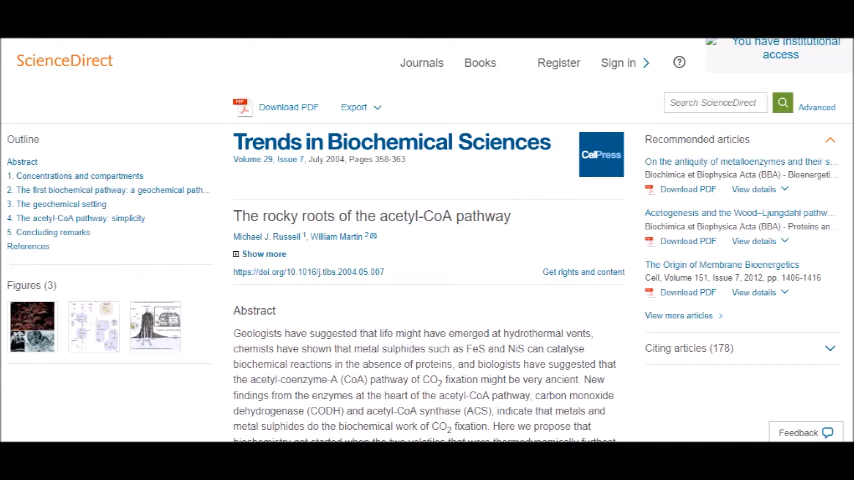 You have institutional
access
ScienceDirect
Journals
Books
Register
Sign in
?
Download PDF
Export
Search ScienceDirect
Advanced
Outline
Abstract
1. Concentrations and compartments
2. The first biochemical pathway: a geochemical path...
3. The geochemical setting
4. The acetyl-CoA pathway: simplicity
5. Concluding remarks
References
Figures (3)
Trends in Biochemical Sciences
Volume 29, Issue 7, July 2004, Pages 358-363
CellPress
The rocky roots of the acetyl-CoA pathway
Michael J. Russell 1, William Martin 2
Show more
https://doi.org/10.1016/j.tibs.2004.05.007
Get rights and content
Abstract
Geologists have suggested that life might have emerged at hydrothermal vents,
chemists have shown that metal sulphides such as FeS and NiS can catalyse
biochemical reactions in the absence of proteins, and biologists have suggested that
the acetyl-coenzyme-A (CoA) pathway of CO2 fixation might be very ancient. New
findings from the enzymes at the heart of the acetyl-CoA pathway, carbon monoxide
dehydrogenase (CODH) and acetyl-CoA synthase (ACS), indicate that metals and
metal sulphides do the biochemical work of CO2 fixation. Here we propose that
biochemistry got started when the two volatiles that were thermodynamically furthest
Recommended articles
On the antiquity of metalloenzymes and their s...
Biochimica et Biophysica Acta (BBA) - Bioenergeti...
Download PDF
View details
Acetogenesis and the Wood–Ljungdahl pathw...
Biochimica et Biophysica Acta (BBA) - Proteins an...
Download PDF
View details
The Origin of Membrane Bioenergetics
Cell, Volume 151, Issue 7, 2012, pp. 1406-1416
Download PDF
View details
View more articles
Citing articles (178)
Feedback